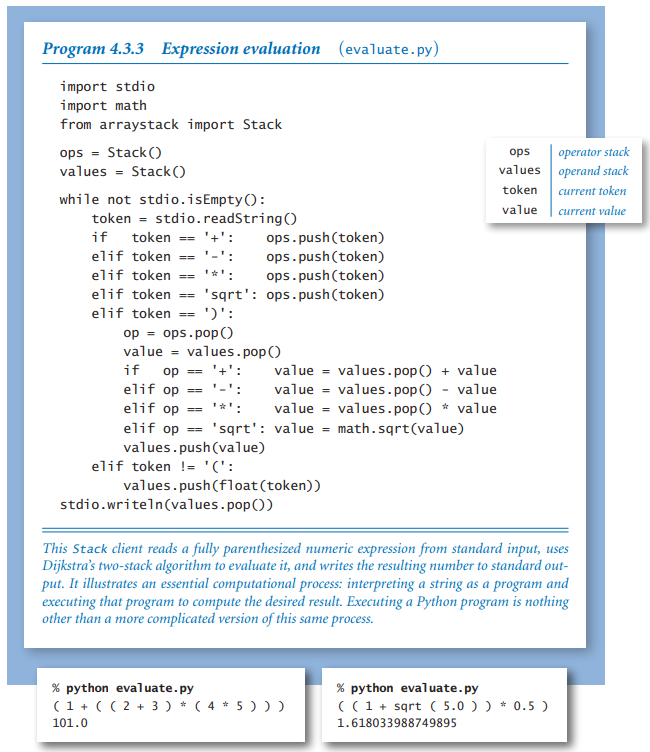 Program 4.3.3 Expression evaluation (evaluate.py)
import stdio
import math
from arraystack import Stack
ops = Stack()
values = Stack()
while not stdio.isEmpty():
    token = stdio.readString()
    if   token == '+':    ops.push(token)
    elif token == '-':    ops.push(token)
    elif token == '*':    ops.push(token)
    elif token == 'sqrt': ops.push(token)
    elif token == ')':
        op = ops.pop()
        value = values.pop()
        if   op == '+':    value = values.pop() + value
        elif op == '-':    value = values.pop() - value
        elif op == '*':    value = values.pop() * value
        elif op == 'sqrt': value = math.sqrt(value)
        values.push(value)
    elif token != '(':
        values.push(float(token))
stdio.writeln(values.pop())
ops operator stack
values operand stack
token current token
value current value
This Stack client reads a fully parenthesized numeric expression from standard input, uses
Dijkstra's two-stack algorithm to evaluate it, and writes the resulting number to standard out-
put. It illustrates an essential computational process: interpreting a string as a program and
executing that program to compute the desired result. Executing a Python program is nothing
other than a more complicated version of this same process.
% python evaluate.py
( 1 + ( ( 2 + 3 ) * ( 4 * 5 ) ) )
101.0
% python evaluate.py
( ( 1 + sqrt ( 5.0 ) ) * 0.5 )
1.618033988749895